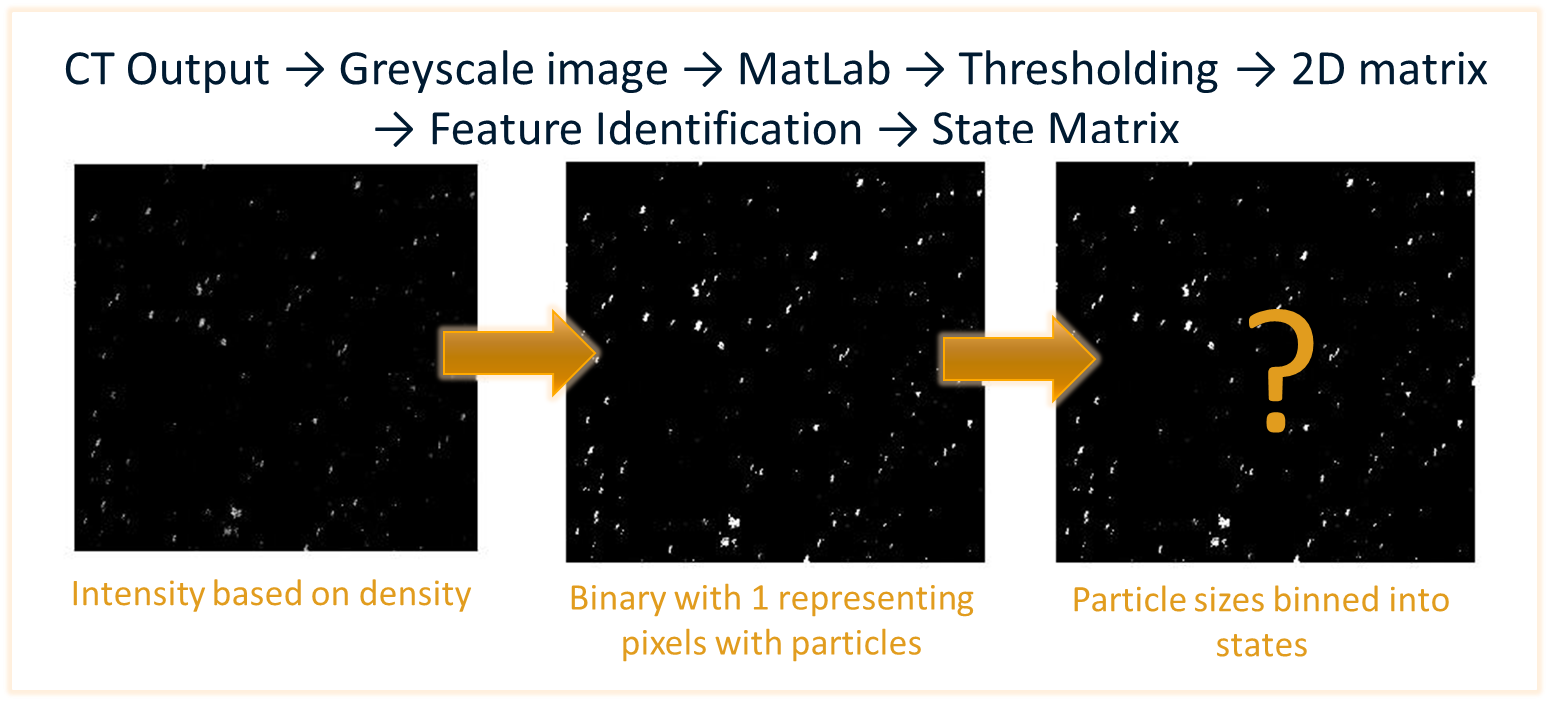 CT Output → Greyscale image → MatLab → Thresholding → 2D matrix
→ Feature Identification → State Matrix
?
Intensity based on density
Binary with 1 representing
pixels with particles
Particle sizes binned into
states